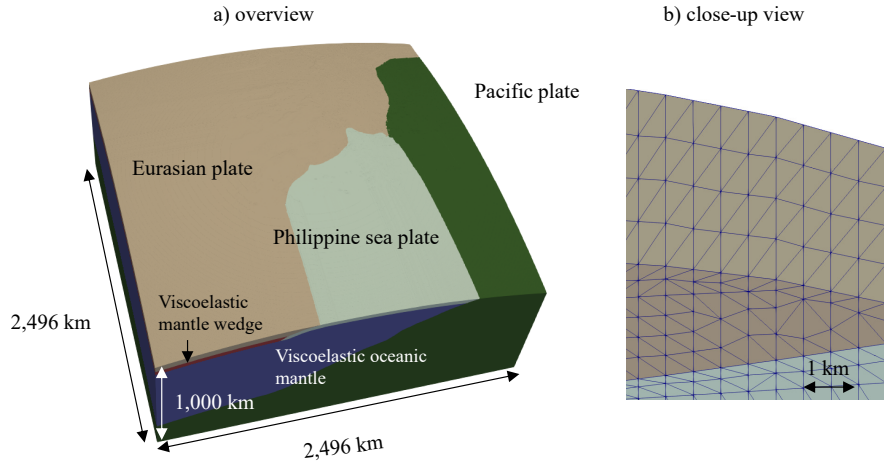 a) overview
b) close-up view
Pacific plate
Eurasian plate
Philippine sea plate
Viscoelastic
mantle wedge
2,496 km
Viscoelastic oceanic
mantle
1,000 km
1 km
2,496 km